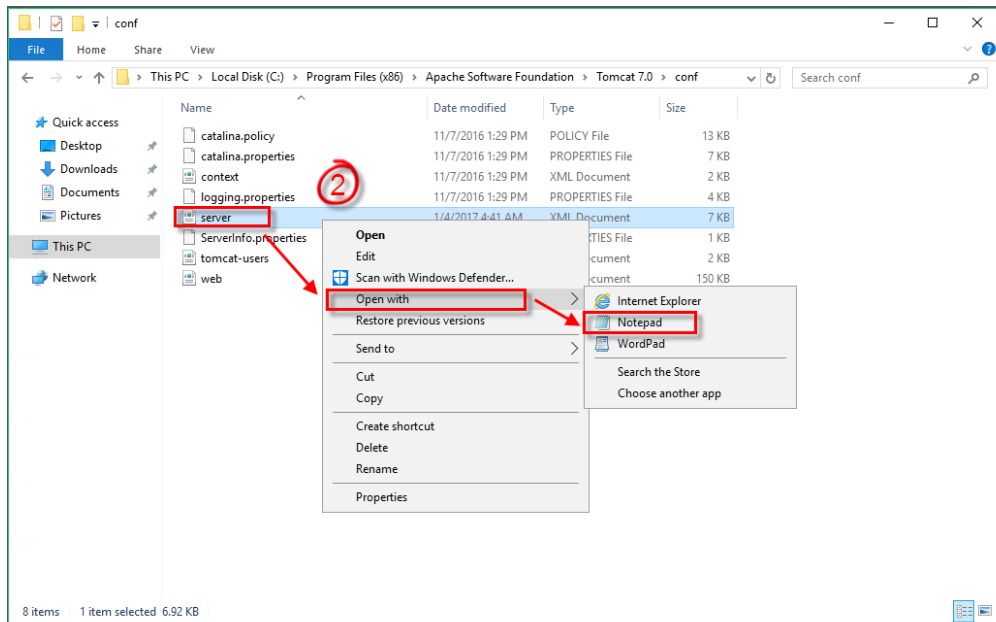 conf
File Home Share View
This PC > Local Disk (C:) > Program Files (x86) > Apache Software Foundation > Tomcat 7.0 > conf
Search conf
Name Date modified Type Size
Quick access
Desktop
Downloads
Documents
Pictures
This PC
Network
catalina.policy 11/7/2016 1:29 PM POLICY File 13 KB
catalina.properties 11/7/2016 1:29 PM PROPERTIES File 7 KB
context 11/7/2016 1:29 PM XML Document 2 KB
logging.properties 11/7/2016 1:29 PM PROPERTIES File 4 KB
server 1/4/2017 4:41 AM XML Document 7 KB
ServerInfo.properties TIES File 1 KB
tomcat-users cument 2 KB
web cument 150 KB
2
Open
Edit
Scan with Windows Defender...
Open with
Restore previous versions
Send to
Cut
Copy
Create shortcut
Delete
Rename
Properties
Internet Explorer
Notepad
WordPad
Search the Store
Choose another app
8 items 1 item selected 6.92 KB